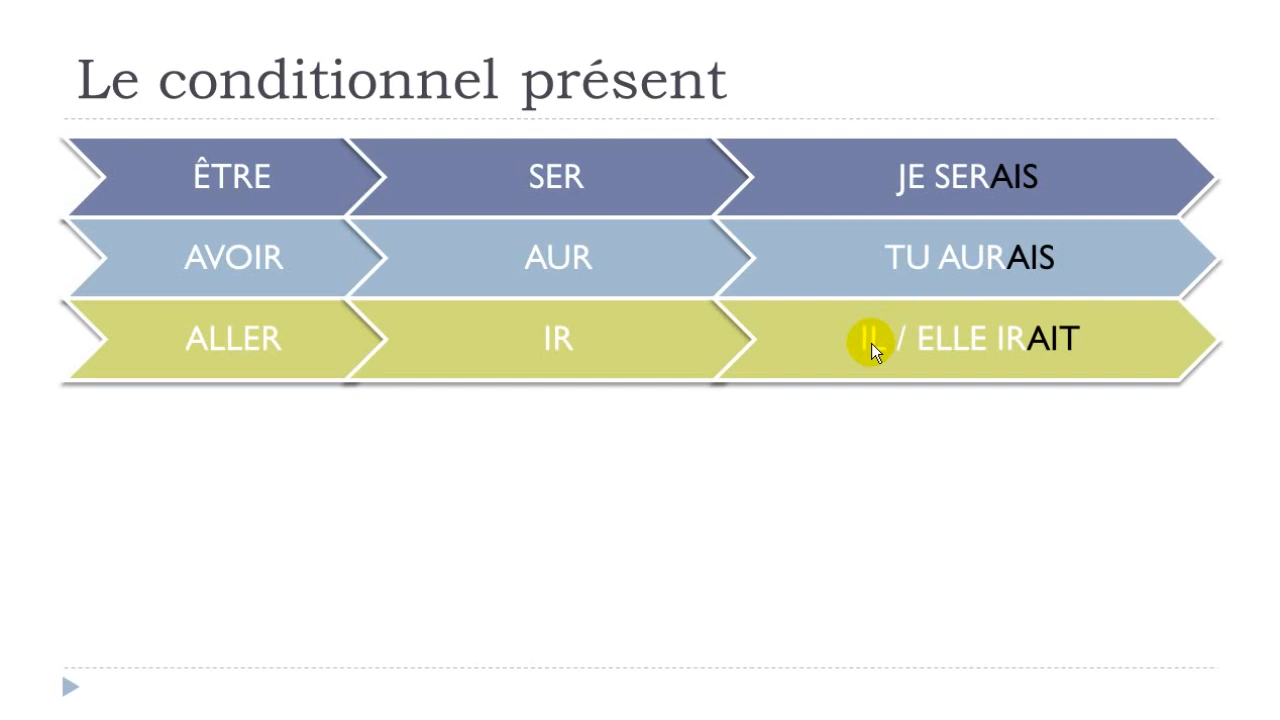 Le conditionnel présent
ÊTRE SER JE SERAIS
AVOIR AUR TU AURAIS
ALLER IR IL / ELLE IRAIT